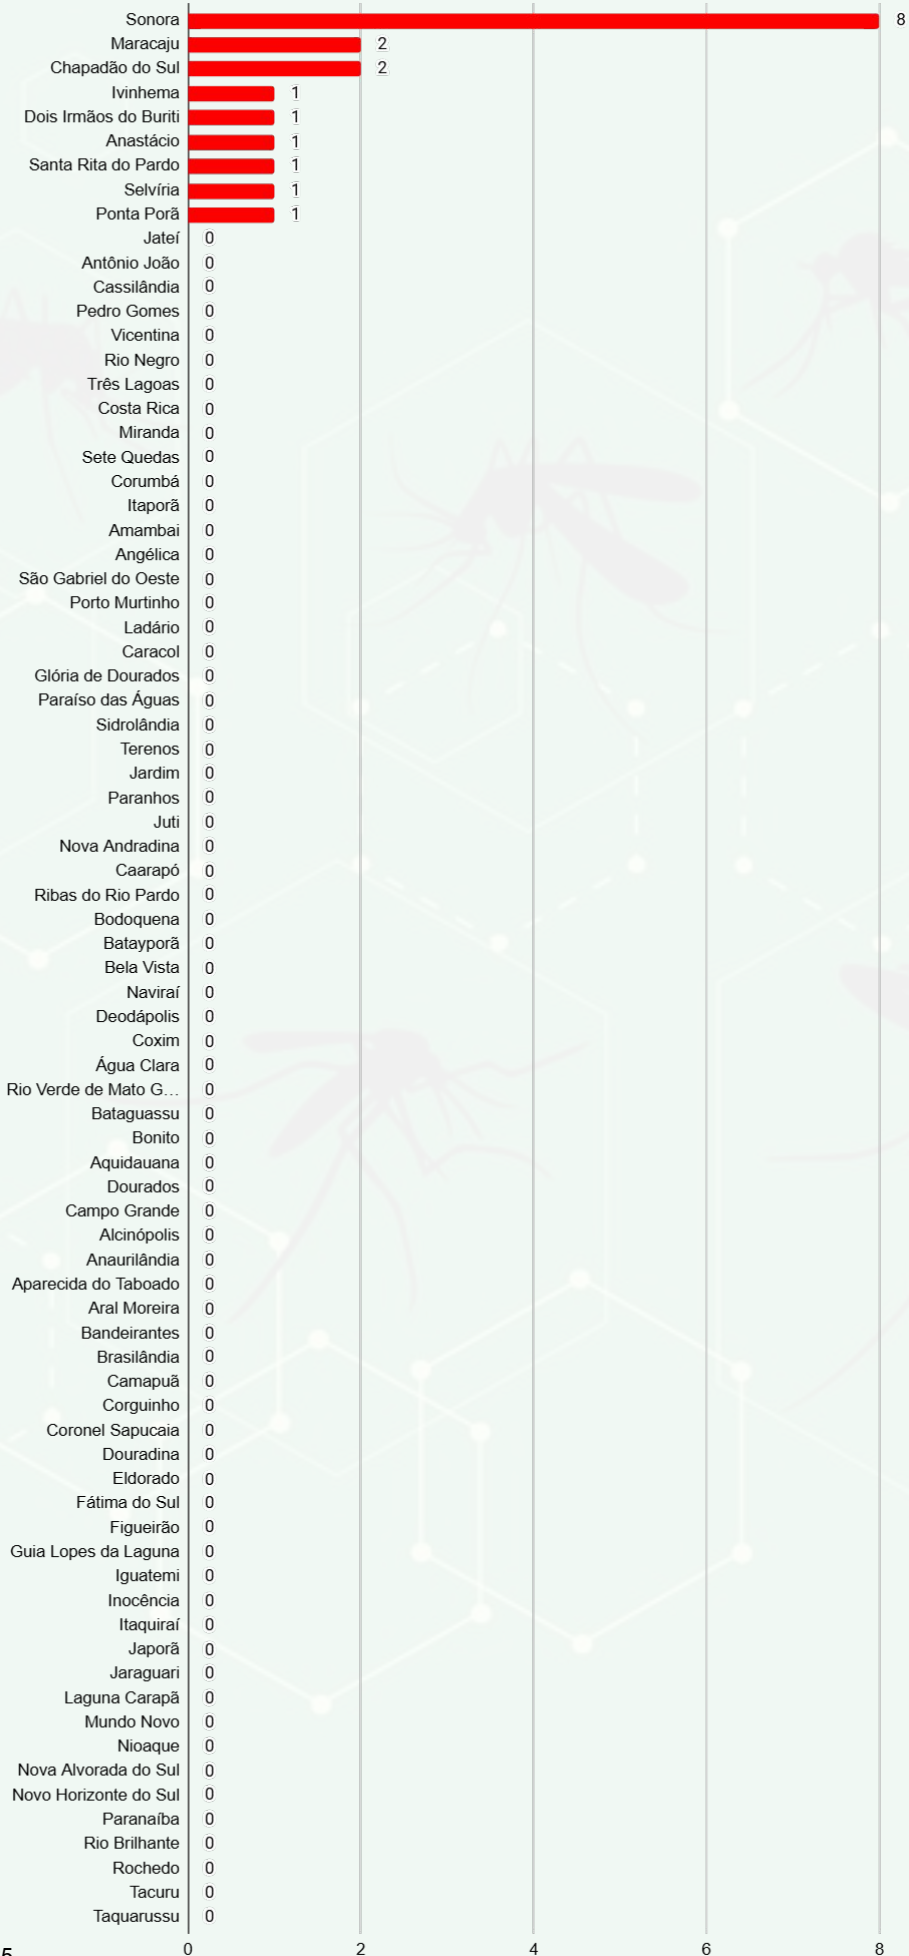 Sonora 8
Maracaju 2
Chapadão do Sul 2
Ivinhema 1
Dois Irmãos do Buriti 1
Anastácio 1
Santa Rita do Pardo 1
Selvíria 1
Ponta Porã 1
Jateí 0
Antônio João 0
Cassilândia 0
Pedro Gomes 0
Vicentina 0
Rio Negro 0
Três Lagoas 0
Costa Rica 0
Miranda 0
Sete Quedas 0
Corumbá 0
Itaporã 0
Amambai 0
Angélica 0
São Gabriel do Oeste 0
Porto Murtinho 0
Ladário 0
Caracol 0
Glória de Dourados 0
Paraíso das Águas 0
Sidrolândia 0
Terenos 0
Jardim 0
Paranhos 0
Juti 0
Nova Andradina 0
Caarapó 0
Ribas do Rio Pardo 0
Bodoquena 0
Batayporã 0
Bela Vista 0
Naviraí 0
Deodápolis 0
Coxim 0
Água Clara 0
Rio Verde de Mato G... 0
Bataguassu 0
Bonito 0
Aquidauana 0
Dourados 0
Campo Grande 0
Alcinópolis 0
Anaurilândia 0
Aparecida do Taboado 0
Aral Moreira 0
Bandeirantes 0
Brasilândia 0
Camapuã 0
Corguinho 0
Coronel Sapucaia 0
Douradina 0
Eldorado 0
Fátima do Sul 0
Figueirão 0
Guia Lopes da Laguna 0
Iguatemi 0
Inocência 0
Itaquiraí 0
Japorã 0
Jaraguari 0
Laguna Carapã 0
Mundo Novo 0
Nioaque 0
Nova Alvorada do Sul 0
Novo Horizonte do Sul 0
Paranaíba 0
Rio Brilhante 0
Rochedo 0
Tacuru 0
Taquarussu 0
0 2 4 6 8
5